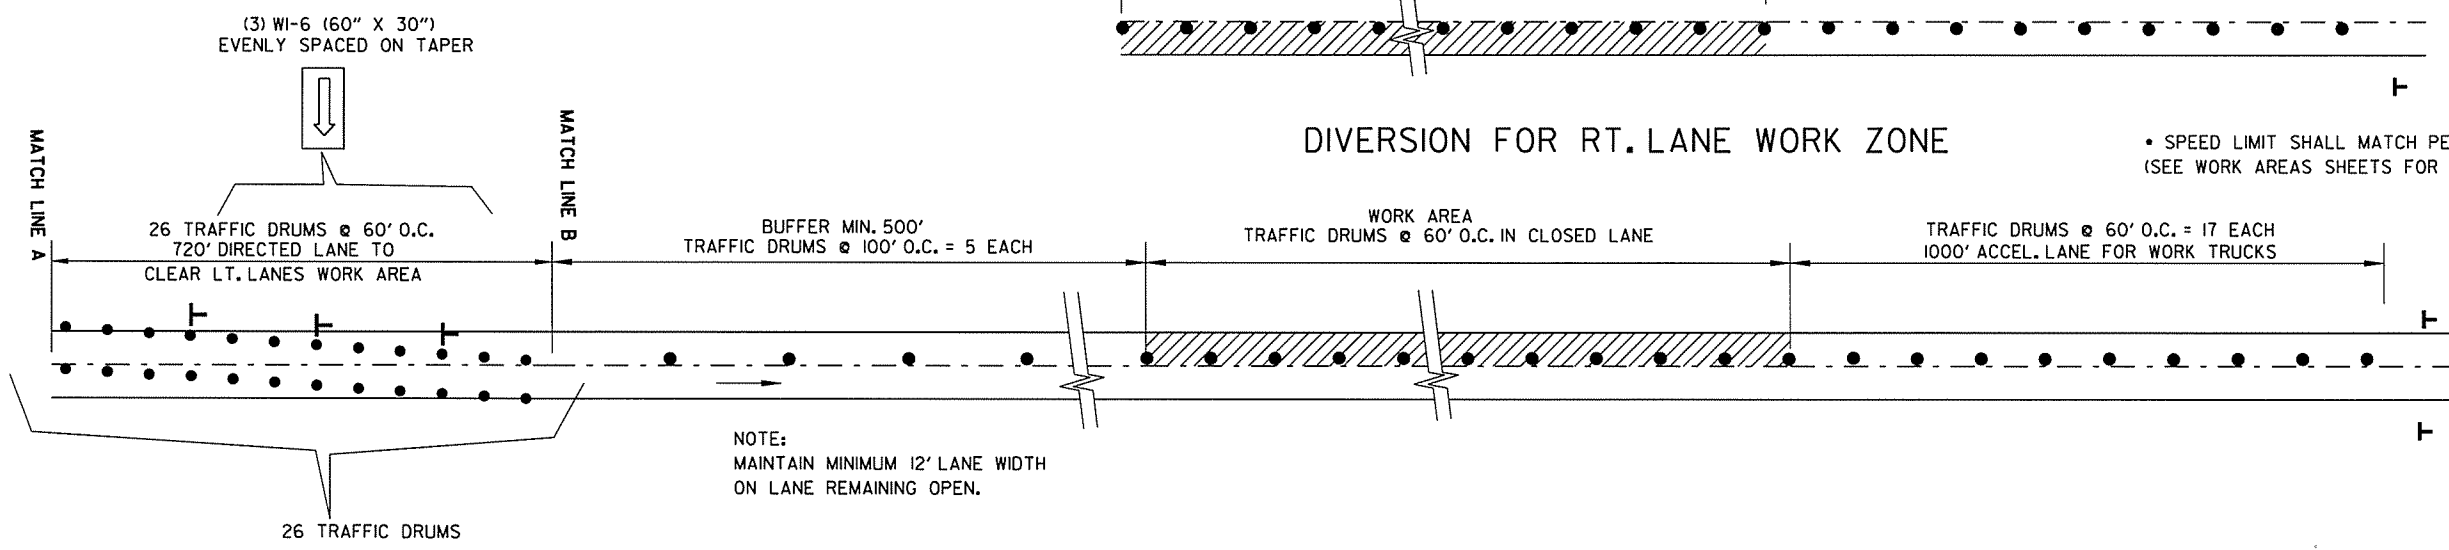 (3) WI-6 (60" X 30")
EVENLY SPACED ON TAPER
DIVERSION FOR RT. LANE WORK ZONE
• SPEED LIMIT SHALL MATCH PE
(SEE WORK AREAS SHEETS FOR
MATCH LINE A
MATCH LINE B
26 TRAFFIC DRUMS @ 60' O.C.
720' DIRECTED LANE TO
CLEAR LT. LANES WORK AREA
BUFFER MIN. 500'
TRAFFIC DRUMS @ 100' O.C. = 5 EACH
WORK AREA
TRAFFIC DRUMS @ 60' O.C. IN CLOSED LANE
TRAFFIC DRUMS @ 60' O.C. = 17 EACH
1000' ACCEL. LANE FOR WORK TRUCKS
NOTE:
MAINTAIN MINIMUM 12' LANE WIDTH
ON LANE REMAINING OPEN.
26 TRAFFIC DRUMS